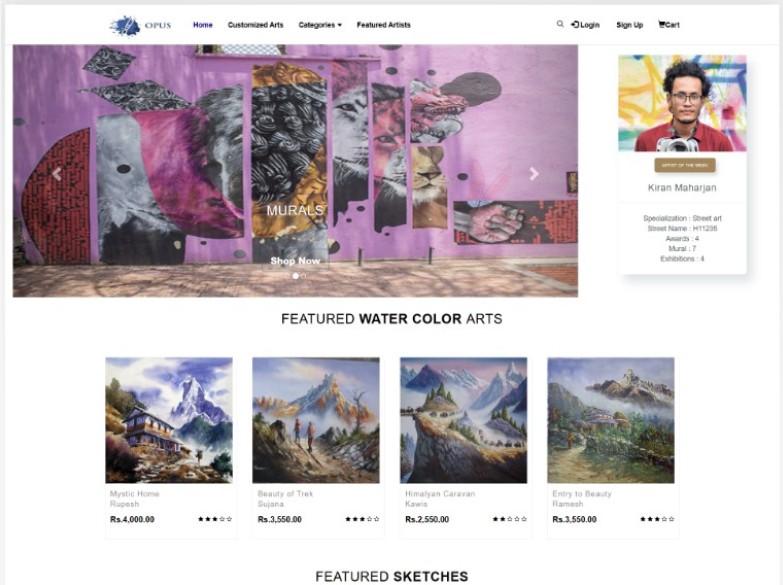 OPUS
Home
Customized Arts
Categories
Featured Artists
Login
Sign Up
Cart
MURALS
Shop Now
ARTIST OF THE WEEK
Kiran Maharjan
Specialization : Street art
Street Name : H11235
Awards : 4
Mural : 7
Exhibitions : 4
FEATURED WATER COLOR ARTS
Mystic Home
Rupesh
Rs.4,000.00
Beauty of Trek
Sujana
Rs.3,550.00
Himalyan Caravan
Kawis
Rs.2,550.00
Entry to Beauty
Ramesh
Rs.3,550.00
FEATURED SKETCHES